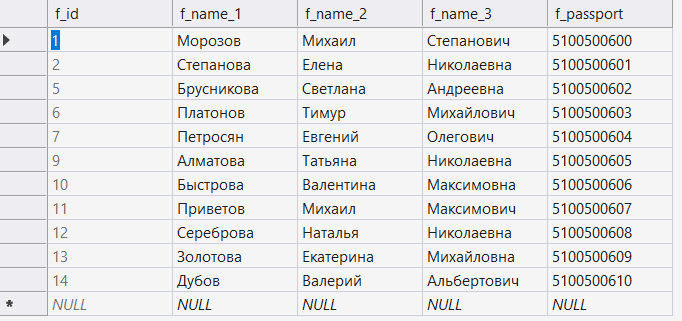 f_id f_name_1 f_name_2 f_name_3 f_passport
1 Морозов Михаил Степанович 5100500600
2 Степанова Елена Николаевна 5100500601
5 Брусникова Светлана Андреевна 5100500602
6 Платонов Тимур Михайлович 5100500603
7 Петросян Евгений Олегович 5100500604
9 Алматова Татьяна Николаевна 5100500605
10 Быстрова Валентина Максимовна 5100500606
11 Приветов Михаил Максимович 5100500607
12 Сереброва Наталья Николаевна 5100500608
13 Золотова Екатерина Михайловна 5100500609
14 Дубов Валерий Альбертович 5100500610
* NULL NULL NULL NULL NULL